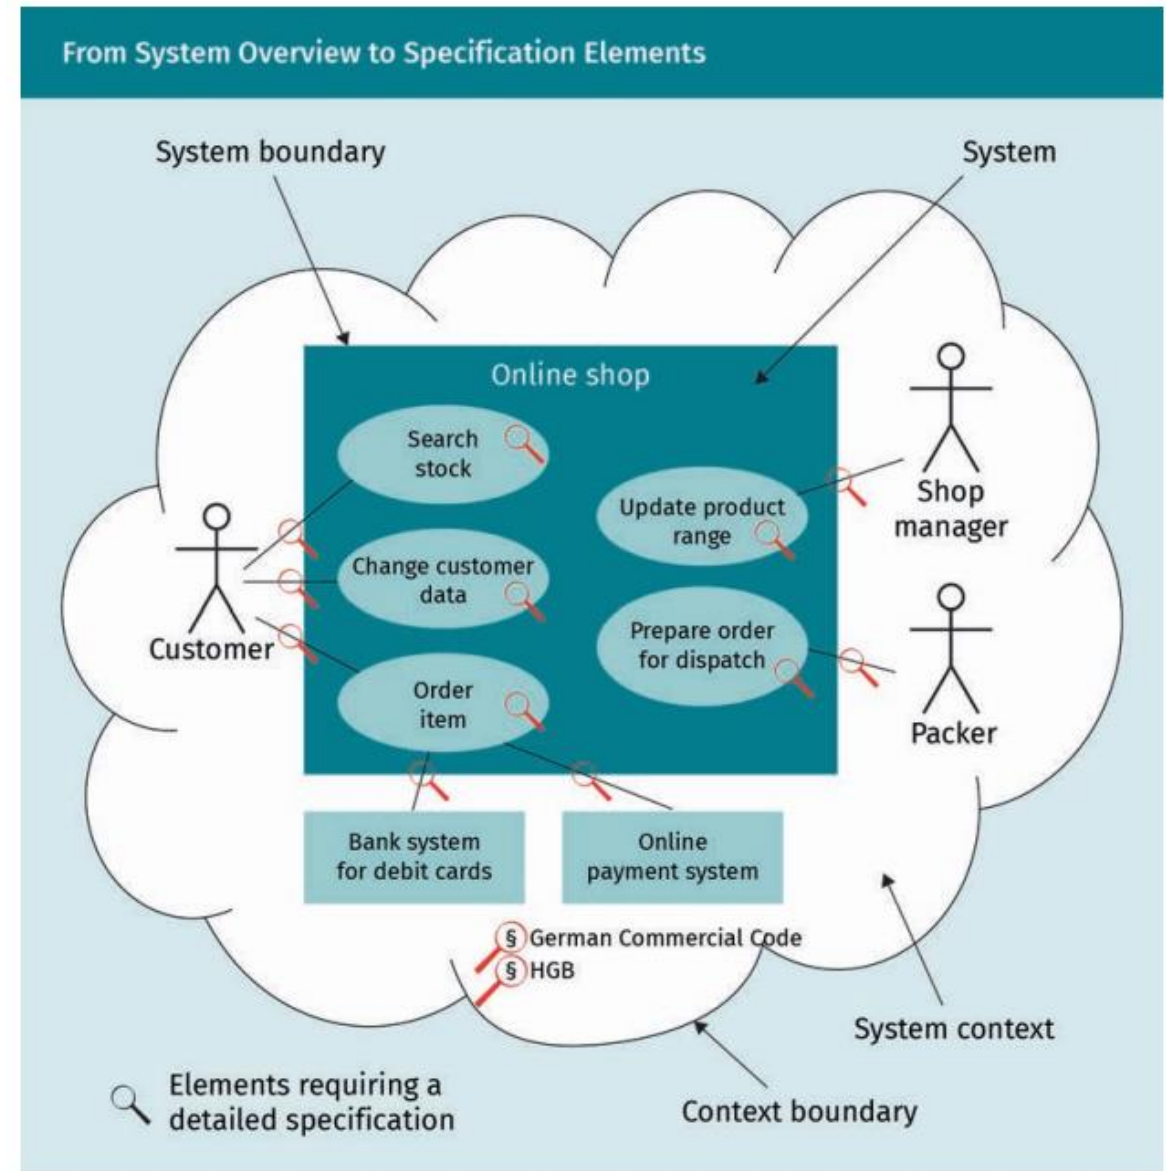 From System Overview to Specification Elements
System boundary
System
Online shop
Search
stock
Change customer
data
Order
item
Update product
range
Prepare order
for dispatch
Customer
Shop
manager
Packer
Bank system
for debit cards
Online
payment system
§ German Commercial Code
§ HGB
System context
Context boundary
Elements requiring a
detailed specification